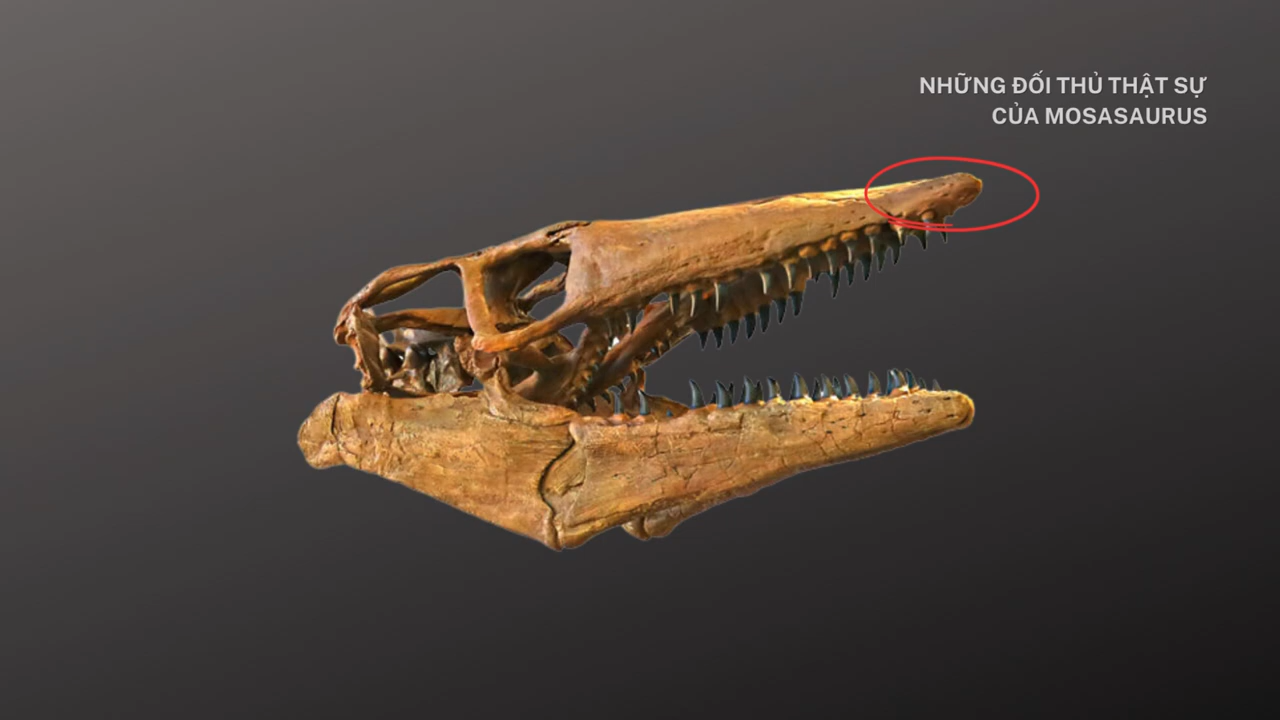 NHỮNG ĐỐI THỦ THẬT SỰ
CỦA MOSASAURUS